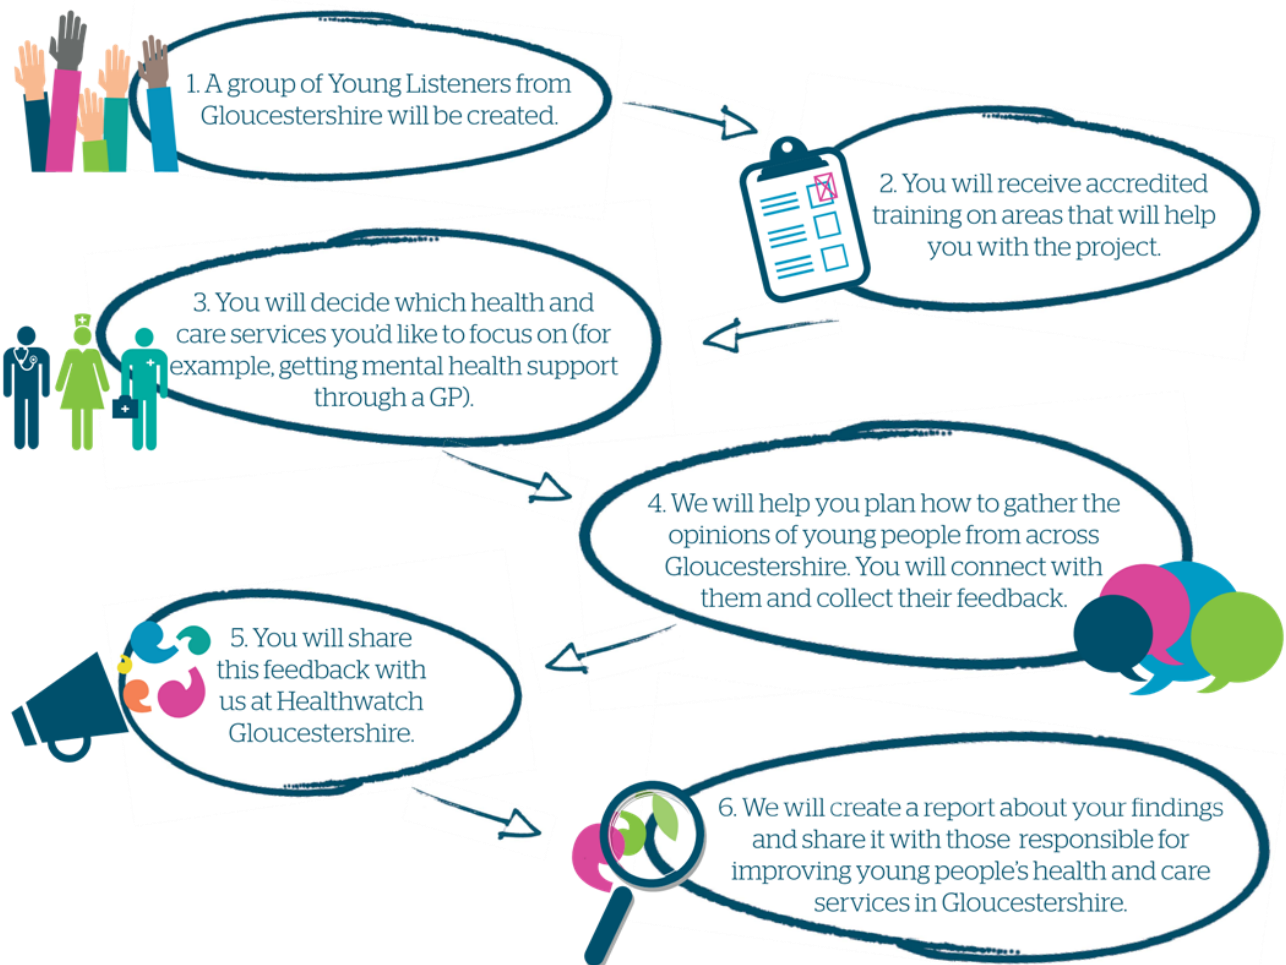 1. A group of Young Listeners from
Gloucestershire will be created.
2. You will receive accredited
training on areas that will help
you with the project.
3. You will decide which health and
care services you'd like to focus on (for
example, getting mental health support
through a GP).
4. We will help you plan how to gather the
opinions of young people from across
Gloucestershire. You will connect with
them and collect their feedback.
5. You will share
this feedback with
us at Healthwatch
Gloucestershire.
6. We will create a report about your findings
and share it with those responsible for
improving young people's health and care
services in Gloucestershire.